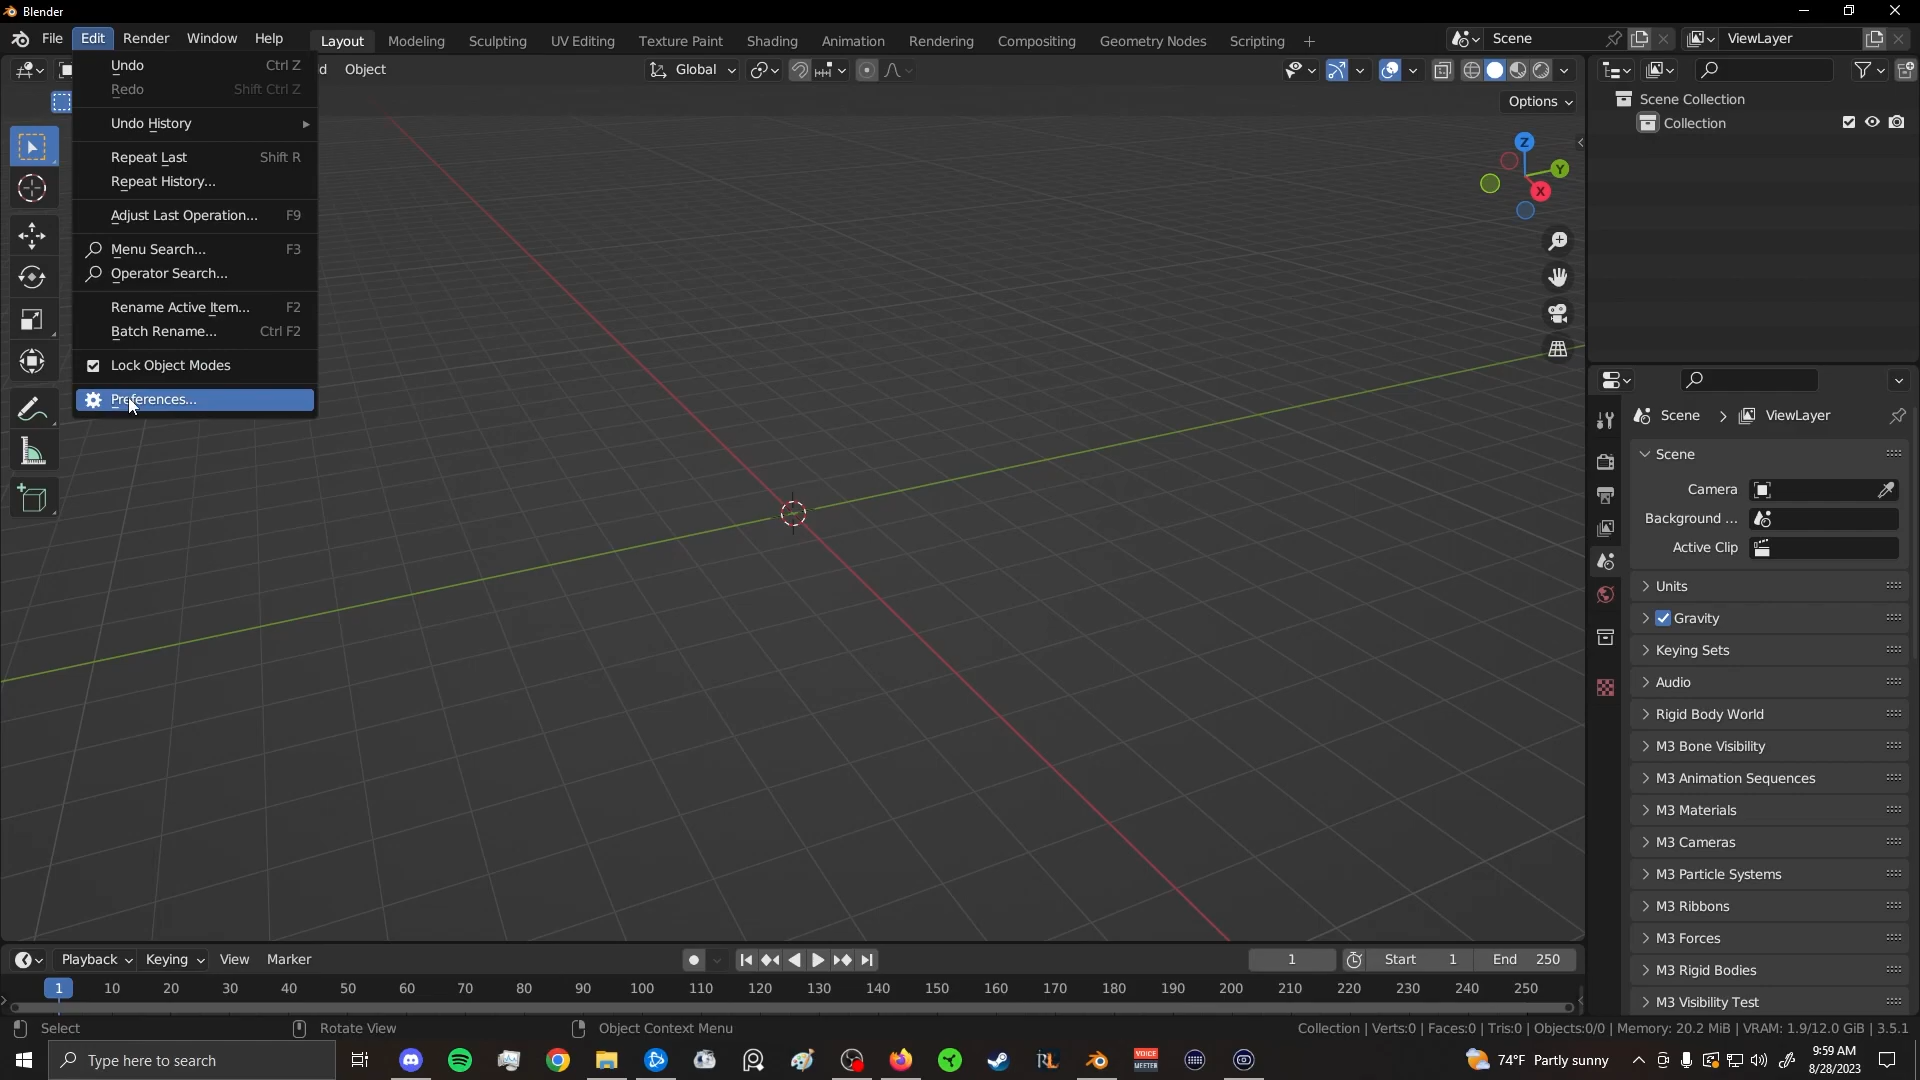 Blender
File Edit Render Window Help Layout Modeling Sculpting UV Editing Texture Paint Shading Animation Rendering Compositing Geometry Nodes Scripting + Scene ViewLayer
d Object Global
Options
Undo Ctrl Z
Redo Shift Ctrl Z
Undo History
Repeat Last Shift R
Repeat History...
Adjust Last Operation... F9
Menu Search... F3
Operator Search...
Rename Active Item... F2
Batch Rename... Ctrl F2
Lock Object Modes
Preferences...
Z
Y
X
Scene Collection
Collection
Scene > ViewLayer
Scene
Camera
Background ...
Active Clip
Units
Gravity
Keying Sets
Audio
Rigid Body World
M3 Bone Visibility
M3 Animation Sequences
M3 Materials
M3 Cameras
M3 Particle Systems
M3 Ribbons
M3 Forces
M3 Rigid Bodies
M3 Visibility Test
Playback Keying View Marker 1 Start 1 End 250
1 10 20 30 40 50 60 70 80 90 100 110 120 130 140 150 160 170 180 190 200 210 220 230 240 250
Select Rotate View Object Context Menu Collection | Verts:0 | Faces:0 | Tris:0 | Objects:0/0 | Memory: 20.2 MiB | VRAM: 1.9/12.0 GiB | 3.5.1
Type here to search RL VOICE MEETER 74°F Partly sunny 9:59 AM
8/28/2023